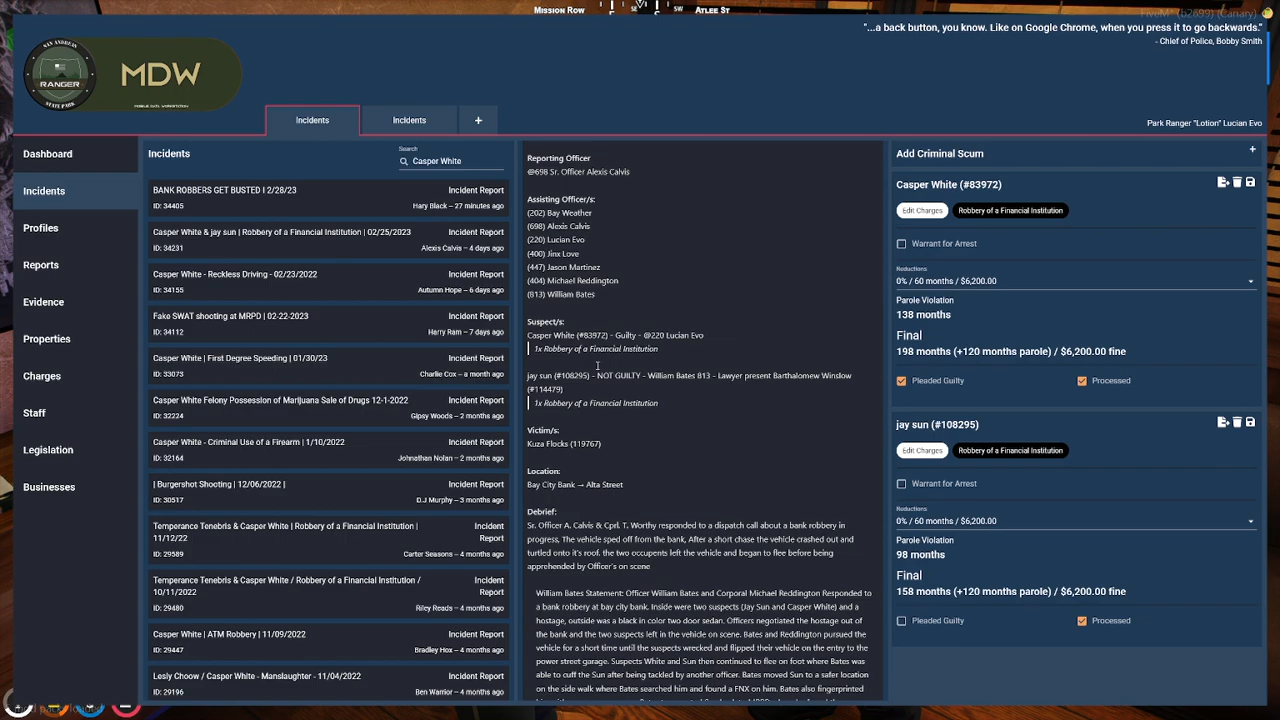 Mission Row
SE
SW
Atlee St
FiveM® (b2699) (Canary)
"...a back button, you know. Like on Google Chrome, when you press it to go backwards."
- Chief of Police, Bobby Smith
SAN ANDREAS
RANGER
STATE PARK
MDW
MOBILE DATA WORKSTATION
Incidents
Incidents
+
Park Ranger "Lotion" Lucian Evo
Dashboard
Incidents
Profiles
Reports
Evidence
Properties
Charges
Staff
Legislation
Businesses
Incidents
Search
Casper White
BANK ROBBERS GET BUSTED I 2/28/23
Incident Report
ID: 34405
Hary Black – 27 minutes ago
Casper White & jay sun | Robbery of a Financial Institution | 02/25/2023
Incident Report
ID: 34231
Alexis Calvis – 4 days ago
Casper White - Reckless Driving - 02/23/2022
Incident Report
ID: 34155
Autumn Hope – 6 days ago
Fake SWAT shooting at MRPD | 02-22-2023
Incident Report
ID: 34112
Harry Ram – 7 days ago
Casper White | First Degree Speeding | 01/30/23
Incident Report
ID: 33073
Charlie Cox – a month ago
Casper White Felony Possession of Marijuana Sale of Drugs 12-1-2022
Incident Report
ID: 32224
Gipsy Woods – 2 months ago
Casper White - Criminal Use of a Firearm | 1/10/2022
Incident Report
ID: 32164
Johnathan Nolan – 2 months ago
| Burgershot Shooting | 12/06/2022 |
Incident Report
ID: 30517
D.J Murphy – 3 months ago
Temperance Tenebris & Casper White | Robbery of a Financial Institution |
11/12/22
Incident
Report
ID: 29589
Carter Seasons – 4 months ago
Temperance Tenebris & Casper White / Robbery of a Financial Institution /
10/11/2022
Incident
Report
ID: 29480
Riley Reads – 4 months ago
Casper White | ATM Robbery | 11/09/2022
Incident Report
ID: 29447
Bradley Hox – 4 months ago
Lesly Choow / Casper White - Manslaughter - 11/04/2022
Incident Report
ID: 29196
Ben Warrior – 4 months ago
Reporting Officer
@698 Sr. Officer Alexis Calvis
Assisting Officer/s:
(202) Bay Weather
(698) Alexis Calvis
(220) Lucian Evo
(400) Jinx Love
(447) Jason Martinez
(404) Michael Reddington
(813) William Bates
Suspect/s:
Casper White (#83972) - Guilty - @220 Lucian Evo
1x Robbery of a Financial Institution
jay sun (#108295) - NOT GUILTY - William Bates 813 - Lawyer present Barthalomew Winslow
(#114479)
1x Robbery of a Financial Institution
Victim/s:
Kuza Flocks (119767)
Location:
Bay City Bank → Alta Street
Debrief:
Sr. Officer A. Calvis & Cprl. T. Worthy responded to a dispatch call about a bank robbery in
progress, The vehicle sped off from the bank, After a short chase the vehicle crashed out and
turtled onto it's roof. the two occupents left the vehicle and began to flee before being
apprehended by Officer's on scene
William Bates Statement: Officer William Bates and Corporal Michael Reddington Responded to
a bank robbery at bay city bank. Inside were two suspects (Jay Sun and Casper White) and a
hostage, outside was a black in color two door sedan. Officers negotiated the hostage out of
the bank and the two suspects left in the vehicle on scene. Bates and Reddington pursued the
vehicle for a short time until the suspects wrecked and flipped their vehicle on the entry to the
power street garage. Suspects White and Sun then continued to flee on foot where Bates was
able to cuff the Sun after being tackled by another officer. Bates moved Sun to a safer location
on the side walk where Bates searched him and found a FNX on him. Bates also fingerprinted
Add Criminal Scum
+
Casper White (#83972)
Edit Charges
Robbery of a Financial Institution
Warrant for Arrest
Reductions
0% / 60 months / $6,200.00
Parole Violation
138 months
Final
198 months (+120 months parole) / $6,200.00 fine
Pleaded Guilty
Processed
jay sun (#108295)
Edit Charges
Robbery of a Financial Institution
Warrant for Arrest
Reductions
0% / 60 months / $6,200.00
Parole Violation
98 months
Final
158 months (+120 months parole) / $6,200.00 fine
Pleaded Guilty
Processed